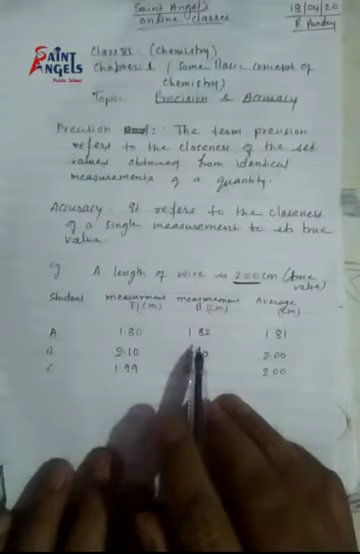 Saint Angel's
online classes
18/04/20
R Pandey
SAINT
ANGELS
Public School
Class XI (Chemistry)
Chapter 1 (Some Basic concept of
Chemistry)
Topic Precision & Accuracy
Precision : The term precision
refers to the closeness of the set
values obtained from identical
measurements of a quantity.
Accuracy: It refers to the closeness
of a single measurement to its true
value.
eg A length of wire is 2.00cm (true
value)
Student measurment measurement average
I (cm) II (cm) (cm)
A 1.80 1.82 1.81
B 2.10 2.00
C 1.99 2.00